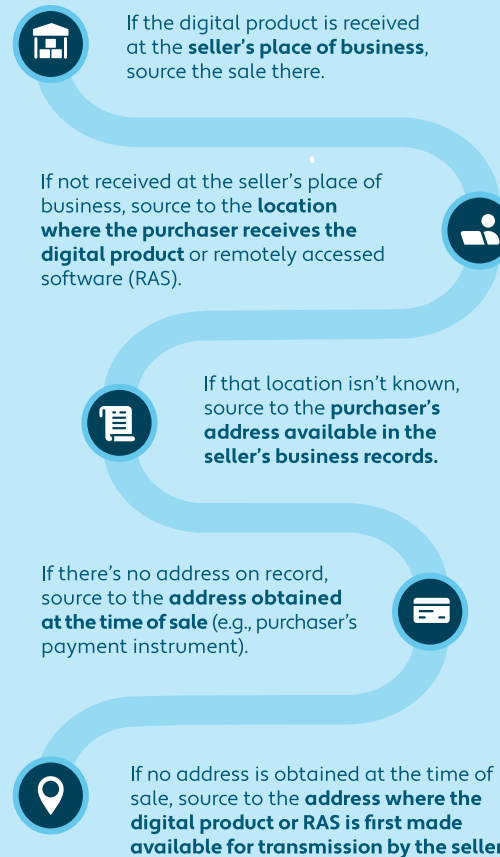 If the digital product is received
at the seller’s place of business,
source the sale there.
If not received at the seller’s place of
business, source to the location
where the purchaser receives the
digital product or remotely accessed
software (RAS).
If that location isn’t known,
source to the purchaser’s
address available in the
seller’s business records.
If there’s no address on record,
source to the address obtained
at the time of sale (e.g., purchaser’s
payment instrument).
If no address is obtained at the time of
sale, source to the address where the
digital product or RAS is first made
available for transmission by the seller